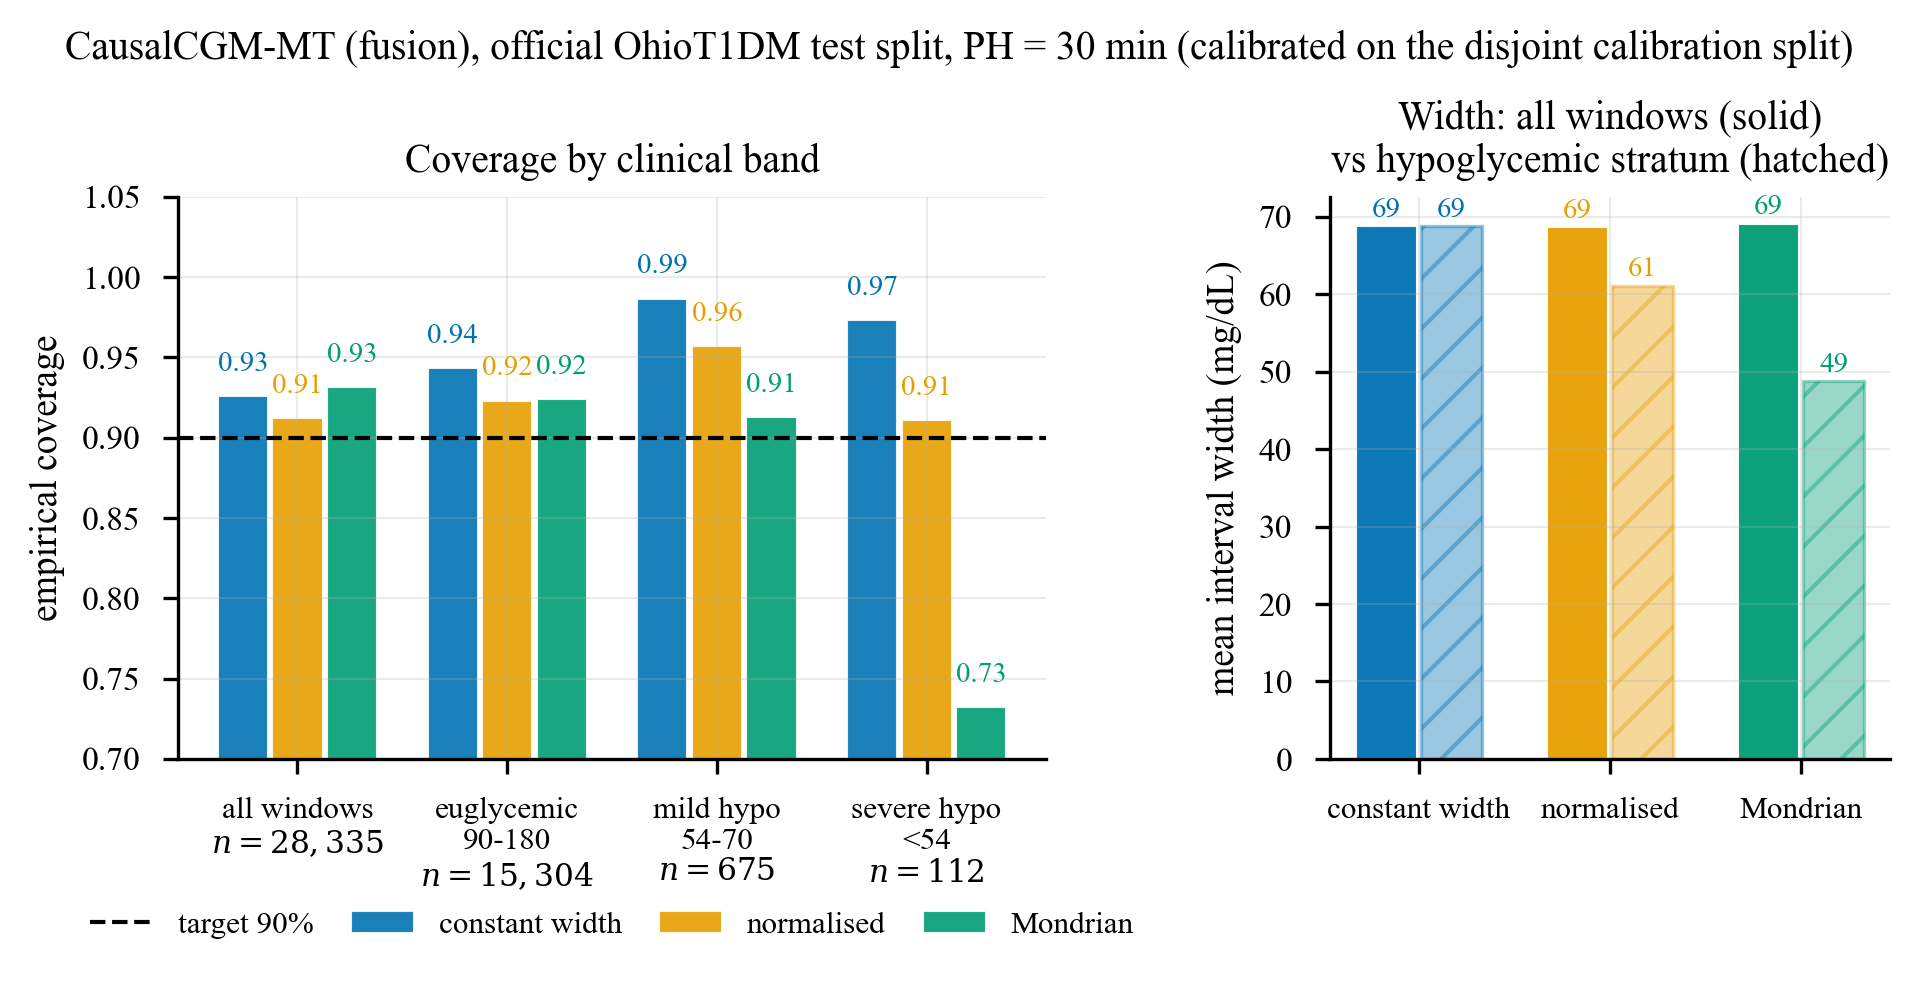 CausalCGM-MT (fusion), official OhioT1DM test split, PH = 30 min (calibrated on the disjoint calibration split)
Coverage by clinical band
1.05
1.00
0.95
0.90
0.85
0.80
0.75
0.70
empirical coverage
0.93
0.91
0.93
0.94
0.92
0.92
0.99
0.96
0.91
0.97
0.91
0.73
all windows
n = 28, 335
euglycemic
90-180
n = 15, 304
mild hypo
54-70
n = 675
severe hypo
<54
n = 112
target 90%
constant width
normalised
Mondrian
Width: all windows (solid)
vs hypoglycemic stratum (hatched)
70
60
50
40
30
20
10
0
mean interval width (mg/dL)
69
69
69
61
69
49
constant width
normalised
Mondrian